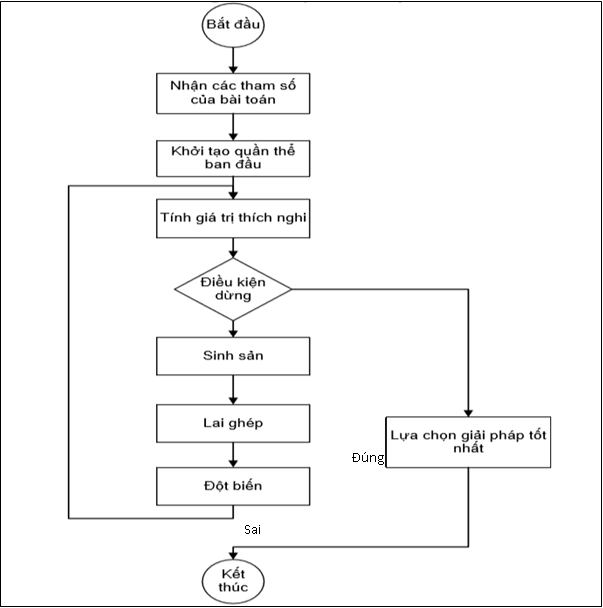 Bắt đầu
Nhận các tham số
của bài toán
Khởi tạo quần thể
ban đầu
Tính giá trị thích nghi
Điều kiện
dừng
Sinh sản
Lai ghép
Lựa chọn giải pháp tốt
nhất
Đúng
Đột biến
Sai
Kết
thúc